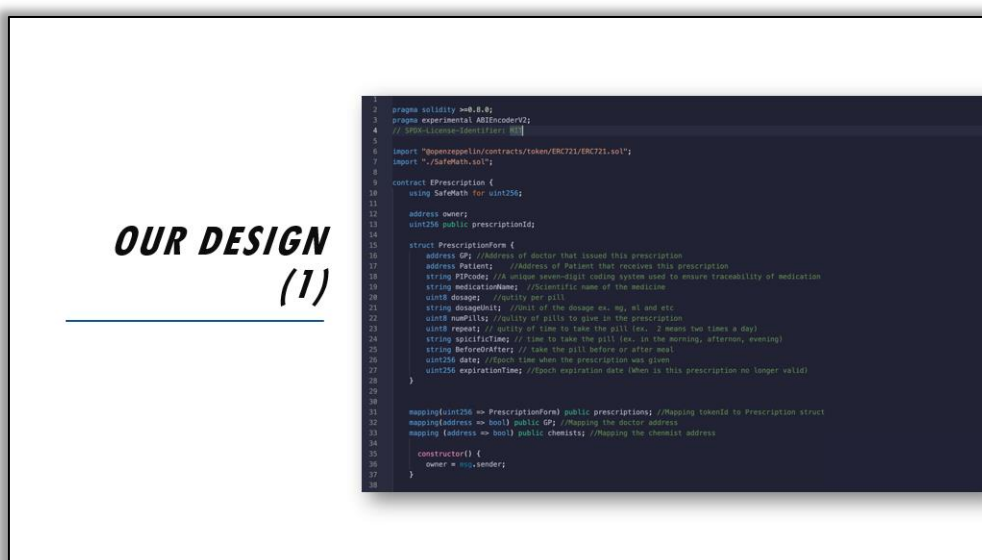 OUR DESIGN
(1)
1
2 pragma solidity >=0.8.0;
3 pragma experimental ABIEncoderV2;
4 // SPDX-License-Identifier: MIT
5
6 import "@openzeppelin/contracts/token/ERC721/ERC721.sol";
7 import "./SafeMath.sol";
8
9 contract EPrescription {
10 using SafeMath for uint256;
11
12 address owner;
13 uint256 public prescriptionId;
14
15 struct PrescriptionForm {
16 address GP; //Address of doctor that issued this prescription
17 address Patient; //Address of Patient that receives this prescription
18 string PIPcode; //A unique seven-digit coding system used to ensure traceability of medication
19 string medicationName; //Scientific name of the medicine
20 uint8 dosage; //qutity per pill
21 string dosageUnit; //Unit of the dosage ex. mg, ml and etc
22 uint8 numPills; //qulity of pills to give in the prescription
23 uint8 repeat; // qutity of time to take the pill (ex. 2 means two times a day)
24 string spicificTime; // time to take the pill (ex. in the morning, afternon, evening)
25 string BeforeOrAfter; // take the pill before or after meal
26 uint256 date; //Epoch time when the prescription was given
27 uint256 expirationTime; //Epoch expiration date (When is this prescription no longer valid)
28 }
29
30
31 mapping(uint256 => PrescriptionForm) public prescriptions; //Mapping tokenId to Prescription struct
32 mapping(address => bool) public GP; //Mapping the doctor address
33 mapping (address => bool) public chemists; //Mapping the chenmist address
34
35 constructor() {
36 owner = msg.sender;
37 }
38